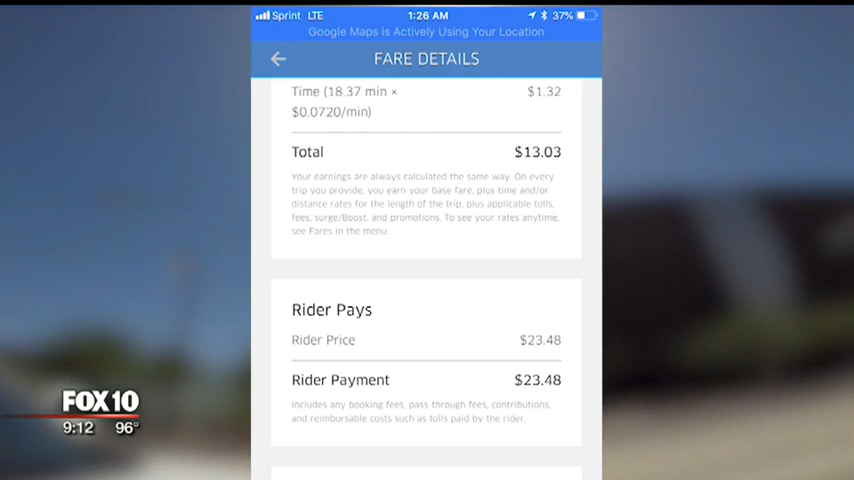 Sprint LTE 1:26 AM 37%
Google Maps is Actively Using Your Location
FARE DETAILS
Time (18.37 min × $1.32
$0.0720/min)
Total $13.03
Your earnings are always calculated the same way. On every
trip you provide, you earn your base fare, plus time and/or
distance rates for the length of the trip, plus applicable tolls,
fees, surge/Boost, and promotions. To see your rates anytime,
see Fares in the menu.
Rider Pays
Rider Price $23.48
Rider Payment $23.48
Includes any booking fees, pass-through fees, contributions,
and reimbursable costs such as tolls paid by the rider.
FOX 10
9:12 96°